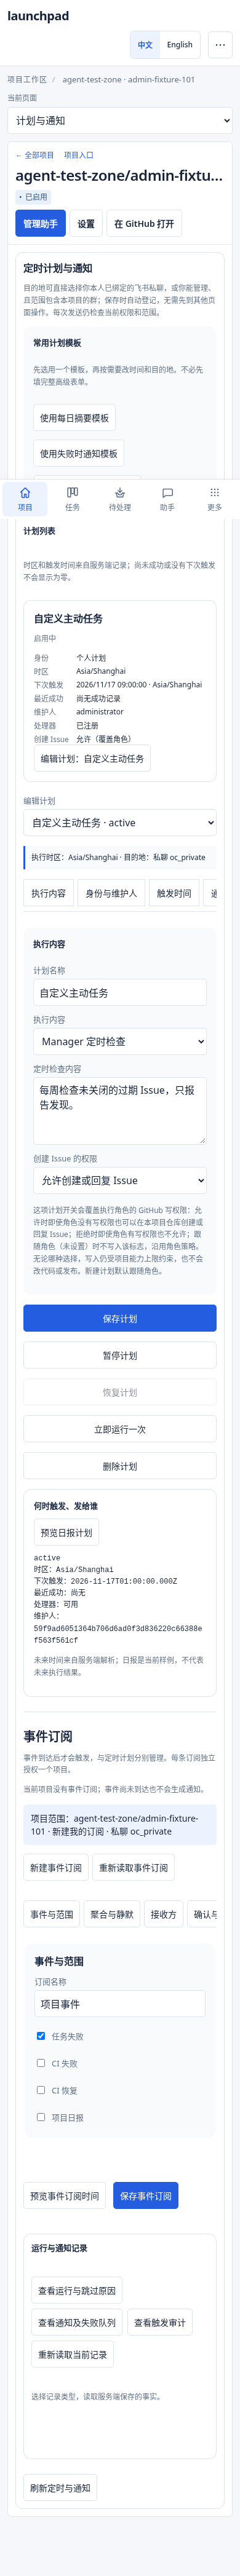 launchpad
中文 English ···
项目工作区 / agent-test-zone · admin-fixture-101
当前页面
计划与通知
← 全部项目 项目入口
agent-test-zone/admin-fixtu...
• 已启用
管理助手 设置 在 GitHub 打开
定时计划与通知
目的地可直接选择你本人已绑定的飞书私聊，或你能管理、
且范围包含本项目的群；保存时自动登记，无需先到其他页
面操作。每次发送仍检查当前权限和范围。
常用计划模板
先选用一个模板，再按需要改时间和目的地。不必先
填完整高级表单。
使用每日摘要模板
使用失败时通知模板
项目 任务 待处理 助手 更多
计划列表
时区和触发时间来自服务端记录；尚未成功或没有下次触发
不会显示为零。
自定义主动任务
启用中
身份 个人计划
时区 Asia/Shanghai
下次触发 2026/11/17 09:00:00 · Asia/Shanghai
最近成功 尚无成功记录
维护人 administrator
处理器 已注册
创建 Issue 允许（覆盖角色）
编辑计划：自定义主动任务
编辑计划
自定义主动任务 · active
执行时区：Asia/Shanghai · 目的地：私聊 oc_private
执行内容 身份与维护人 触发时间
执行内容
计划名称
自定义主动任务
执行内容
Manager 定时检查
定时检查内容
每周检查未关闭的过期 Issue，只报
告发现。
创建 Issue 的权限
允许创建或回复 Issue
这项计划开关会覆盖执行角色的 GitHub 写权限：允
许时即使角色没有写权限也可以在本项目仓库创建或
回复 Issue；拒绝时即使角色有写权限也不允许；跟
随角色（未设置）时不写入该标志，沿用角色策略。
无论哪种选择，写入仍受项目能力上限约束，也不会
改代码或发布。新建计划默认跟随角色。
保存计划
暂停计划
恢复计划
立即运行一次
删除计划
何时触发、发给谁
预览日报计划
active
时区：Asia/Shanghai
下次触发：2026-11-17T01:00:00.000Z
最近成功：尚无
处理器：可用
维护人：
59f9ad6051364b706d6ad0f3d836220c66388e
f563f561cf
未来时间来自服务端解析；日报是当前样例，不代表
未来执行结果。
事件订阅
事件到达后才会触发，与定时计划分别管理。每条订阅独立
授权一个项目。
当前项目没有事件订阅；事件尚未到达也不会生成通知。
项目范围：agent-test-zone/admin-fixture-
101 · 新建我的订阅 · 私聊 oc_private
新建事件订阅 重新读取事件订阅
事件与范围 聚合与静默 接收方 确认与
事件与范围
订阅名称
项目事件
任务失败
CI 失败
CI 恢复
项目日报
预览事件订阅时间 保存事件订阅
运行与通知记录
查看运行与跳过原因
查看通知及失败队列 查看触发审计
重新读取当前记录
选择记录类型，读取服务端保存的事实。
刷新定时与通知